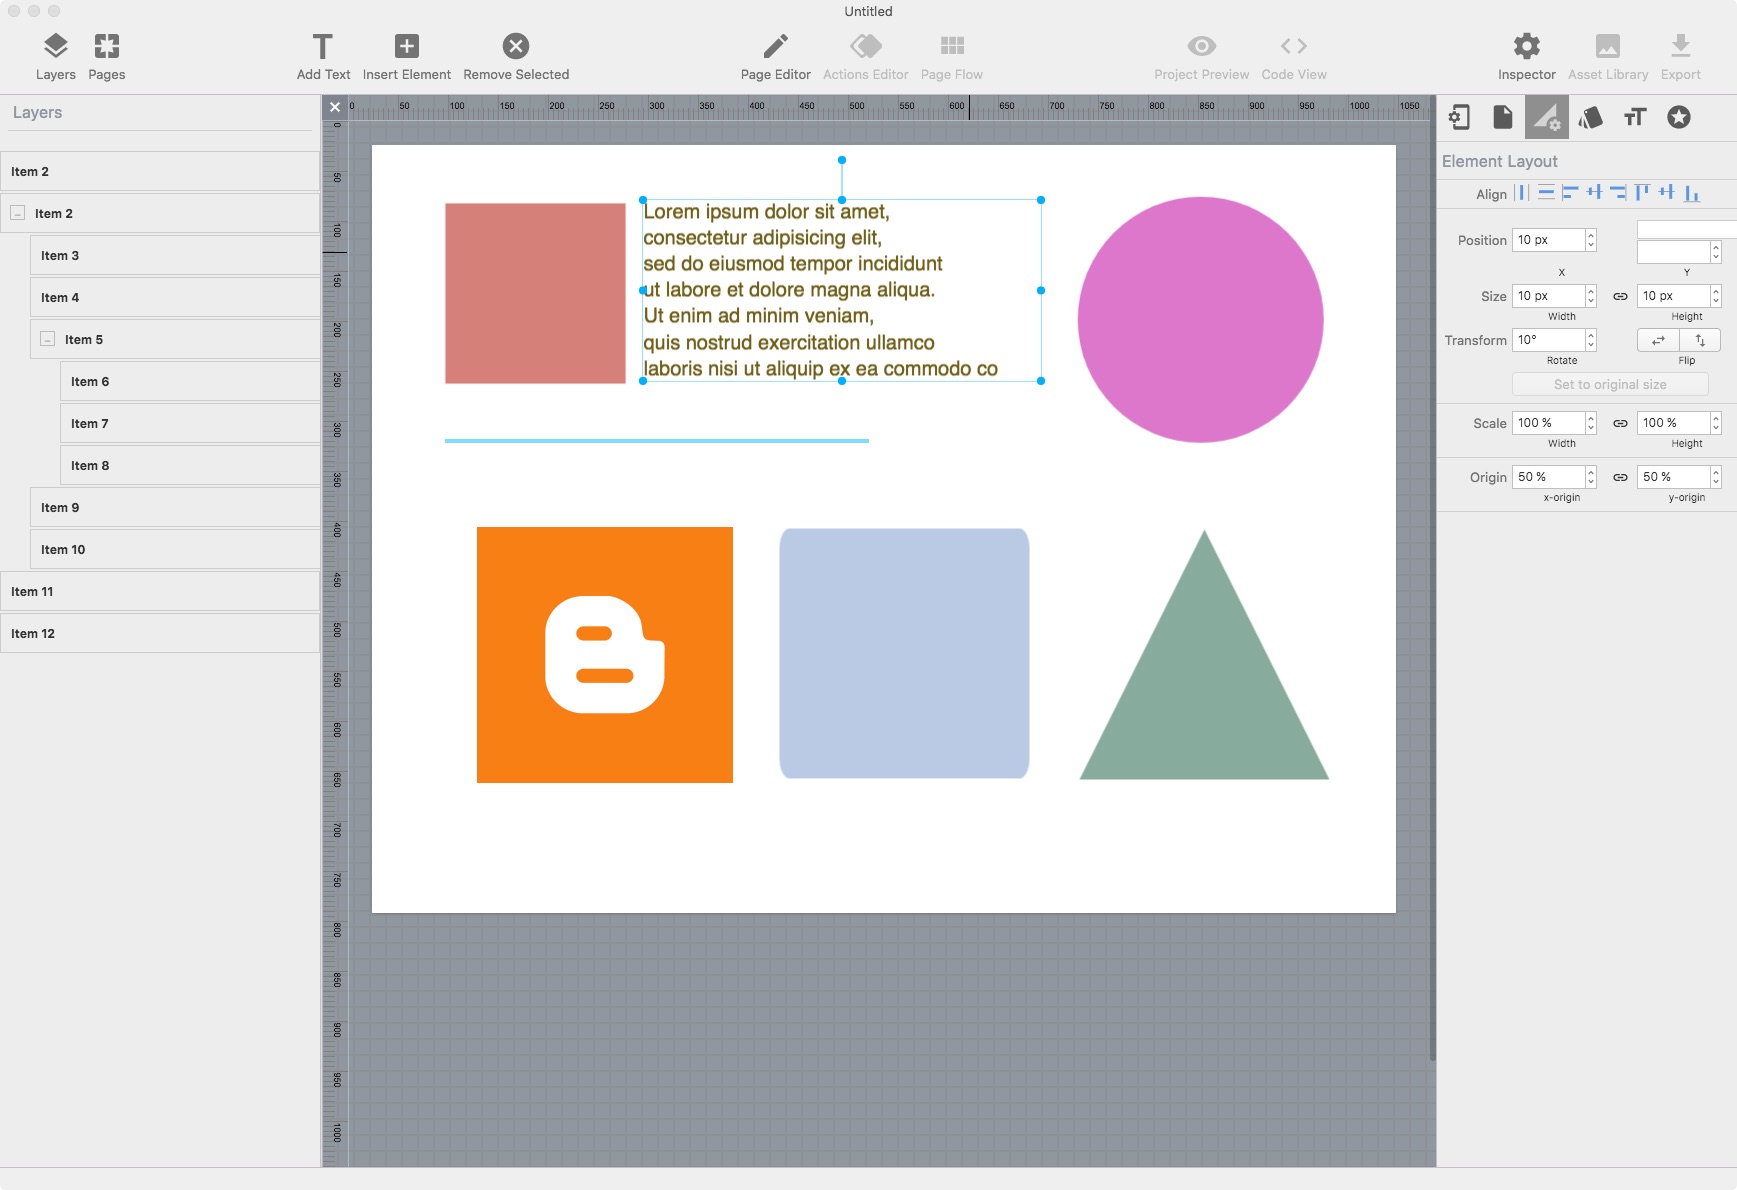 Untitled
Layers
Pages
Add Text
Insert Element
Remove Selected
Page Editor
Actions Editor
Page Flow
Project Preview
Code View
Inspector
Asset Library
Export
Layers
Item 2
Item 2
Item 3
Item 4
Item 5
Item 6
Item 7
Item 8
Item 9
Item 10
Item 11
Item 12
0 50 100 150 200 250 300 350 400 450 500 550 600 650 700 750 800 850 900 950 1000 1050
0 50 100 150 200 250 300 350 400 450 500 550 600 650 700 750 800 850 900 950 1000
Lorem ipsum dolor sit amet,
consectetur adipisicing elit,
sed do eiusmod tempor incididunt
ut labore et dolore magna aliqua.
Ut enim ad minim veniam,
quis nostrud exercitation ullamco
laboris nisi ut aliquip ex ea commodo co
Element Layout
Align
Position 10 px
X Y
Size 10 px 10 px
Width Height
Transform 10°
Rotate Flip
Set to original size
Scale 100 % 100 %
Width Height
Origin 50 % 50 %
x-origin y-origin